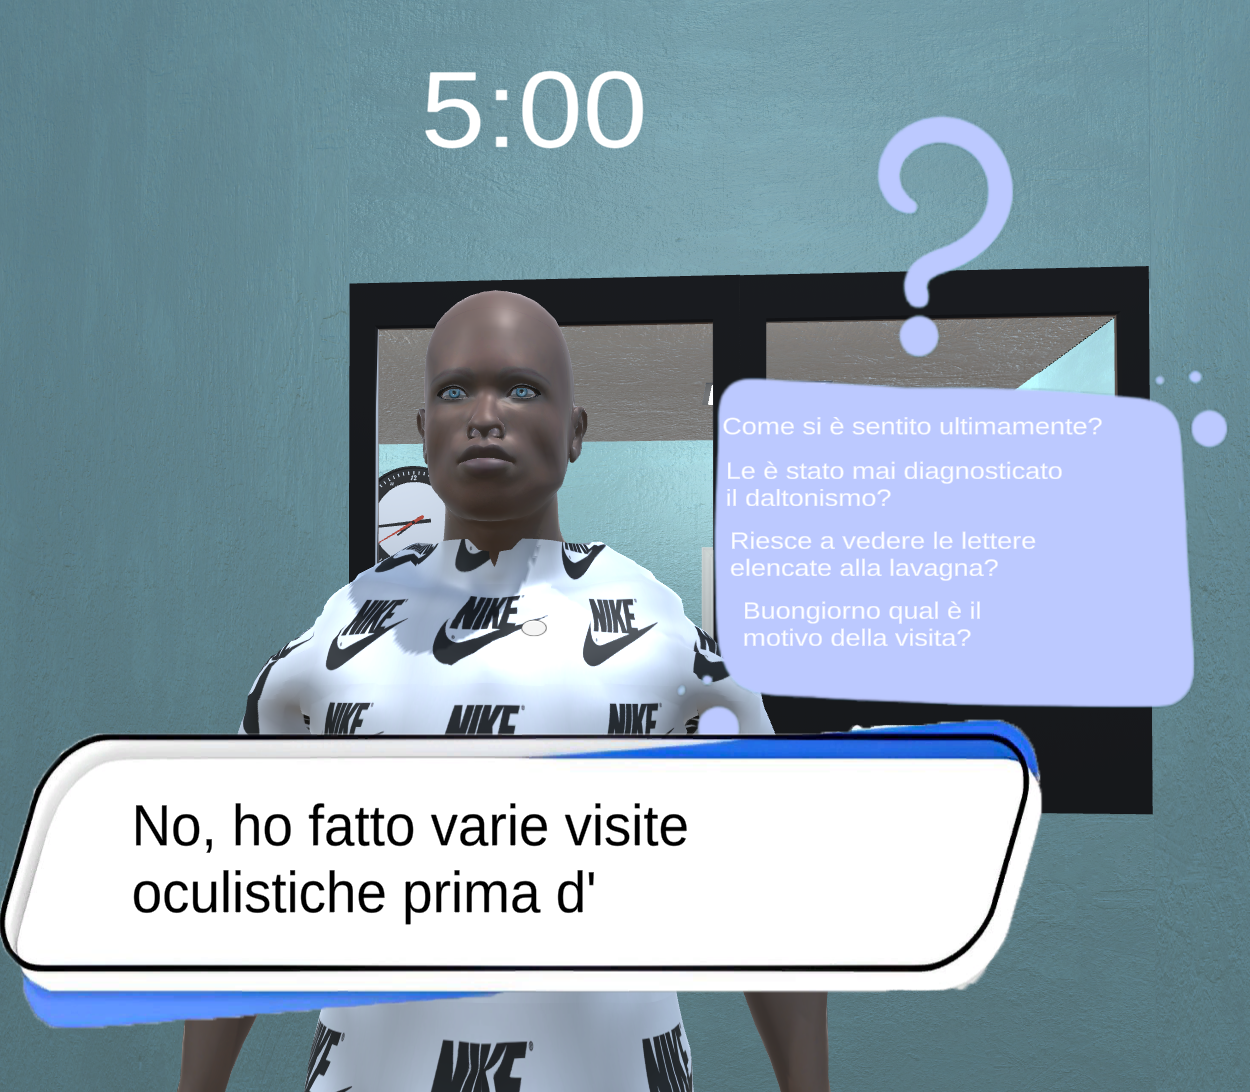 5:00
?
Come si è sentito ultimamente?
Le è stato mai diagnosticato
il daltonismo?
Riesce a vedere le lettere
elencate alla lavagna?
Buongiorno qual è il
motivo della visita?
NIKE NIKE NIKE
NIKE NIKE NIKE
No, ho fatto varie visite
oculistiche prima d'
NIKE NIKE